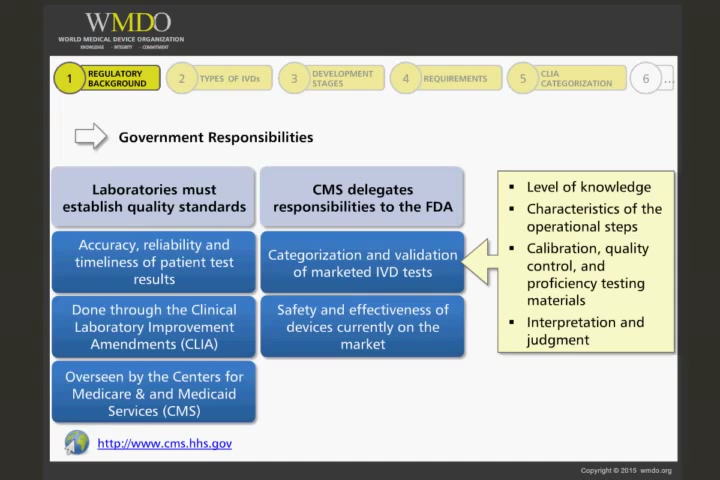 WMDO
WORLD MEDICAL DEVICE ORGANIZATION
KNOWLEDGE - INTEGRITY - COMMITMENT
1 REGULATORY
BACKGROUND
2 TYPES OF IVDs
3 DEVELOPMENT
STAGES
4 REQUIREMENTS
5 CLIA
CATEGORIZATION
6 ...
Government Responsibilities
Laboratories must
establish quality standards
Accuracy, reliability and
timeliness of patient test
results
Done through the Clinical
Laboratory Improvement
Amendments (CLIA)
Overseen by the Centers for
Medicare & and Medicaid
Services (CMS)
CMS delegates
responsibilities to the FDA
Categorization and validation
of marketed IVD tests
Safety and effectiveness of
devices currently on the
market
▪ Level of knowledge
▪ Characteristics of the
operational steps
▪ Calibration, quality
control, and
proficiency testing
materials
▪ Interpretation and
judgment
http://www.cms.hhs.gov
Copyright © 2015 wmdo.org